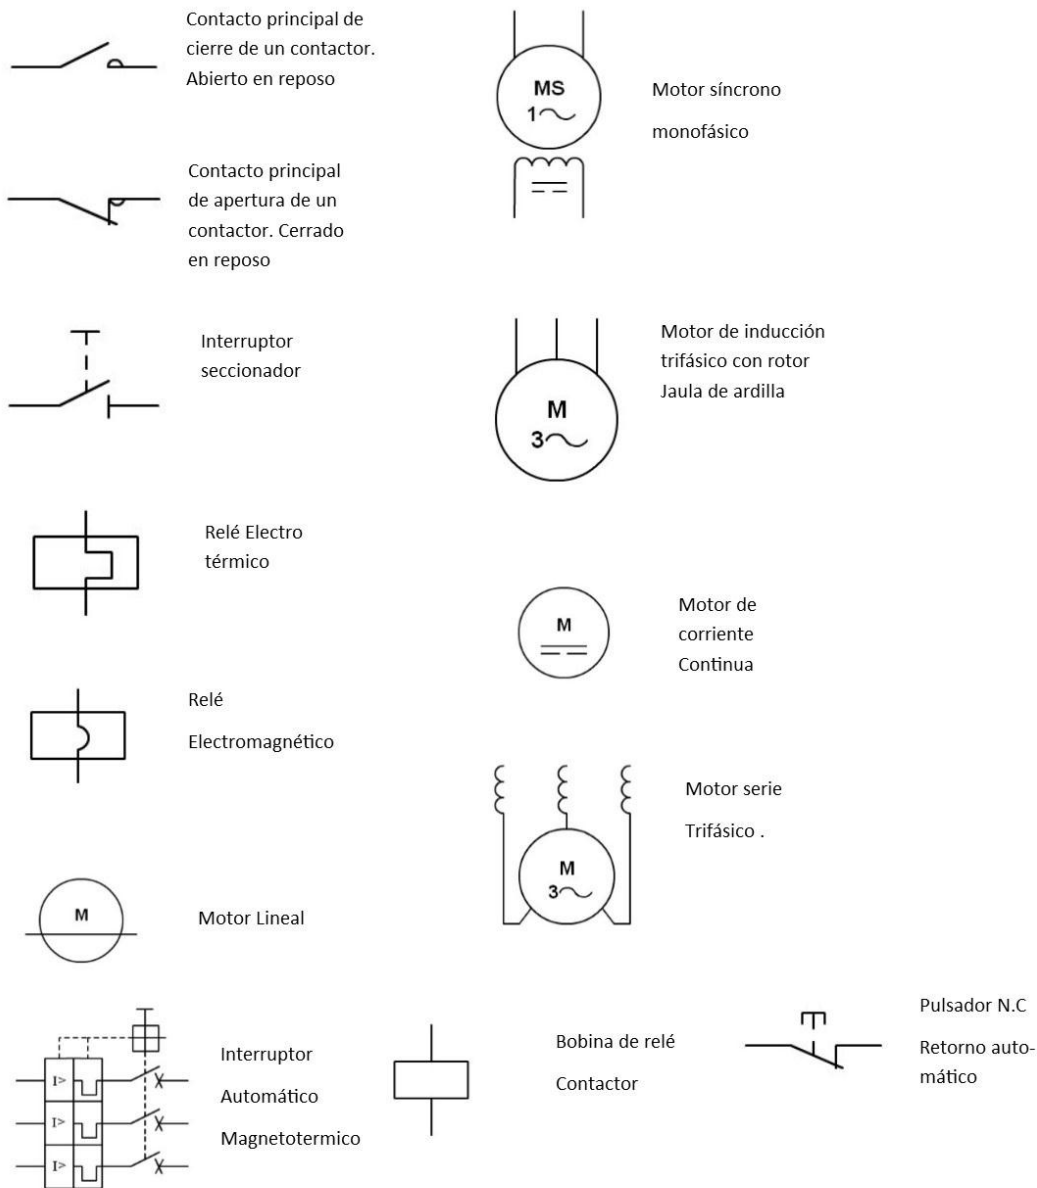 Contacto principal de
cierre de un contactor.
Abierto en reposo
Contacto principal
de apertura de un
contactor. Cerrado
en reposo
Interruptor
seccionador
Relé Electro
térmico
Relé
Electromagnético
M
Motor Lineal
I>
I>
I>
Interruptor
Automático
Magnetotermico
MS
1
Motor síncrono
monofásico
M
3
Motor de inducción
trifásico con rotor
Jaula de ardilla
M
Motor de
corriente
Continua
M
3
Motor serie
Trifásico .
Bobina de relé
Contactor
Pulsador N.C
Retorno auto-
mático